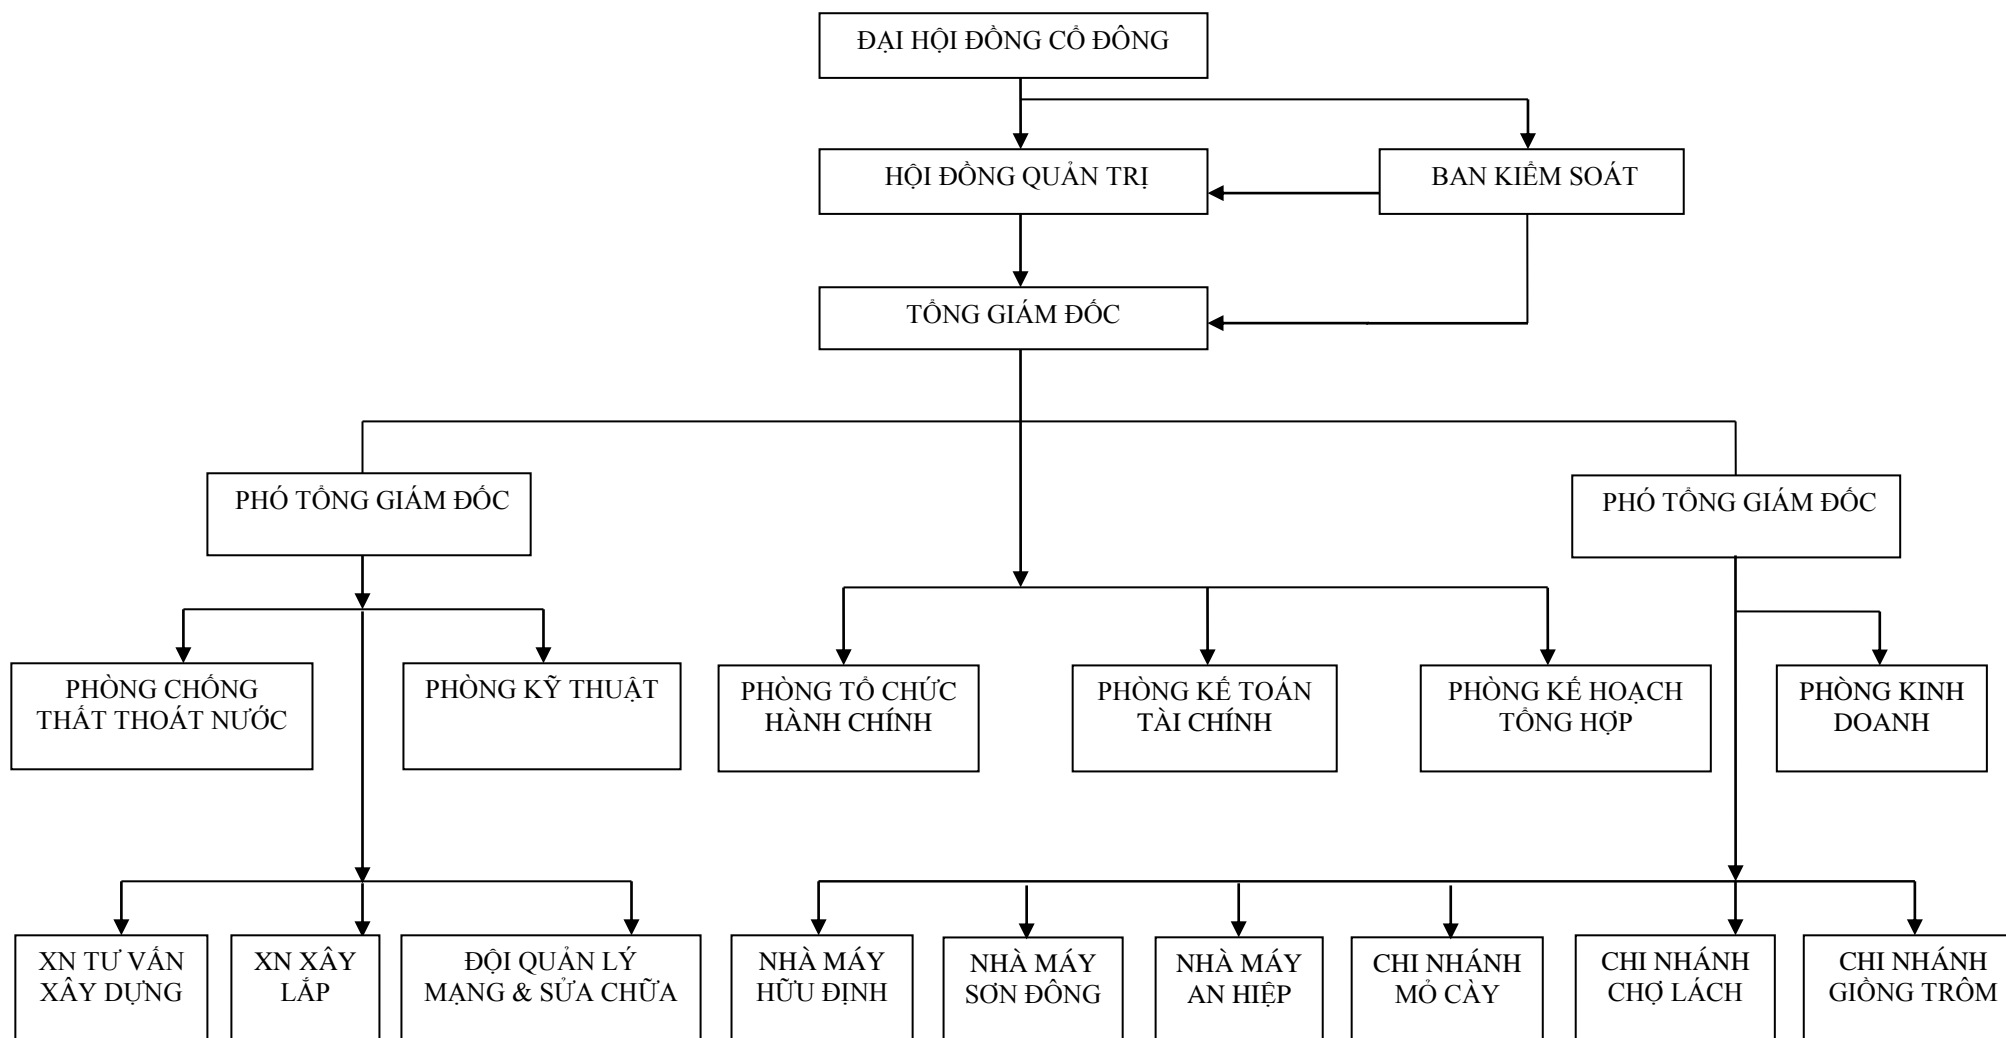 ĐẠI HỘI ĐỒNG CỔ ĐÔNG
HỘI ĐỒNG QUẢN TRỊ
BAN KIỂM SOÁT
TỔNG GIÁM ĐỐC
PHÓ TỔNG GIÁM ĐỐC
PHÓ TỔNG GIÁM ĐỐC
PHÒNG CHỐNG
THẤT THOÁT NƯỚC
PHÒNG KỸ THUẬT
PHÒNG TỔ CHỨC
HÀNH CHÍNH
PHÒNG KẾ TOÁN
TÀI CHÍNH
PHÒNG KẾ HOẠCH
TỔNG HỢP
PHÒNG KINH
DOANH
XN TƯ VẤN
XÂY DỰNG
XN XÂY
LẮP
ĐỘI QUẢN LÝ
MẠNG & SỬA CHỮA
NHÀ MÁY
HỮU ĐỊNH
NHÀ MÁY
SƠN ĐÔNG
NHÀ MÁY
AN HIỆP
CHI NHÁNH
MỎ CÀY
CHI NHÁNH
CHỢ LÁCH
CHI NHÁNH
GIỒNG TRÔM